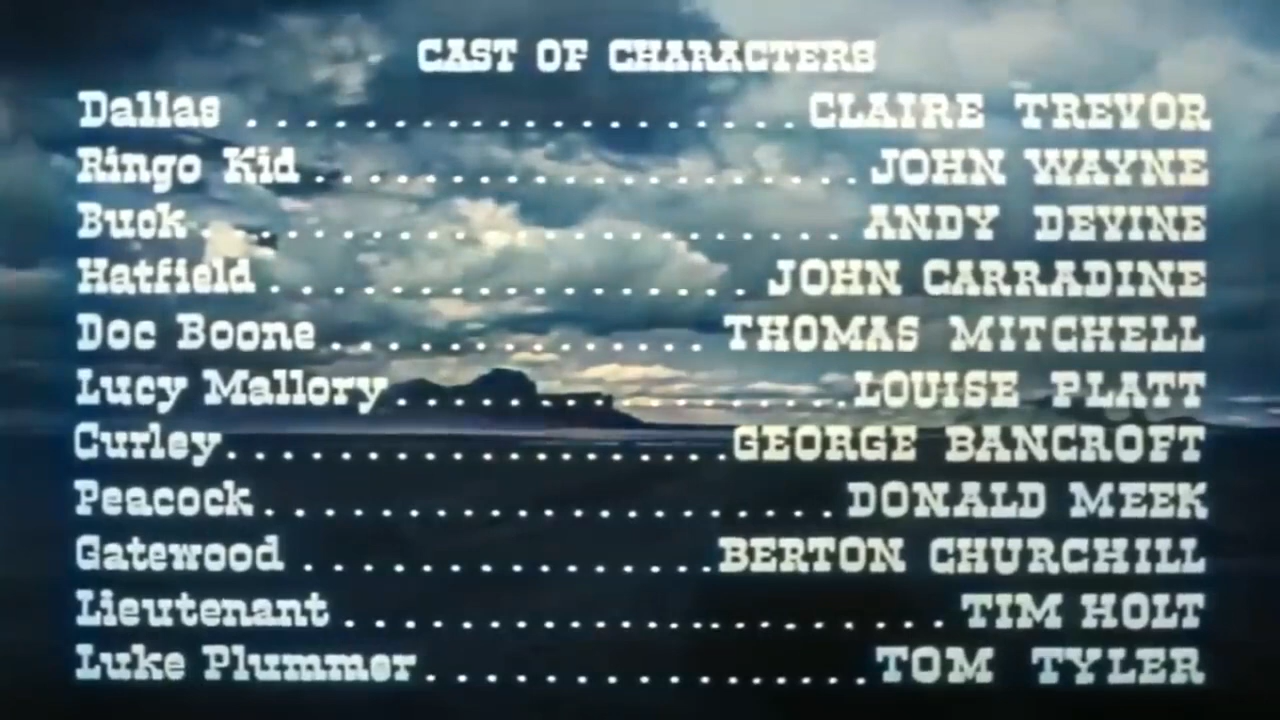 CAST OF CHARACTERS
Dallas . . . . . . . . . . . . . . . . . . . CLAIRE TREVOR
Ringo Kid . . . . . . . . . . . . . . . . . . . JOHN WAYNE
Buck . . . . . . . . . . . . . . . . . . . . . . . ANDY DEVINE
Hatfield . . . . . . . . . . . . . . . . . . JOHN CARRADINE
Doc Boone . . . . . . . . . . . . . THOMAS MITCHELL
Lucy Mallory . . . . . . . . . . . . . . . . LOUISE PLATT
Curley . . . . . . . . . . . . . . . . . . GEORGE BANCROFT
Peacock . . . . . . . . . . . . . . . . . . . . DONALD MEEK
Gatewood . . . . . . . . . . . . . . BERTON CHURCHILL
Lieutenant . . . . . . . . . . . . . . . . . . . . . TIM HOLT
Luke Plummer . . . . . . . . . . . . . . . TOM TYLER